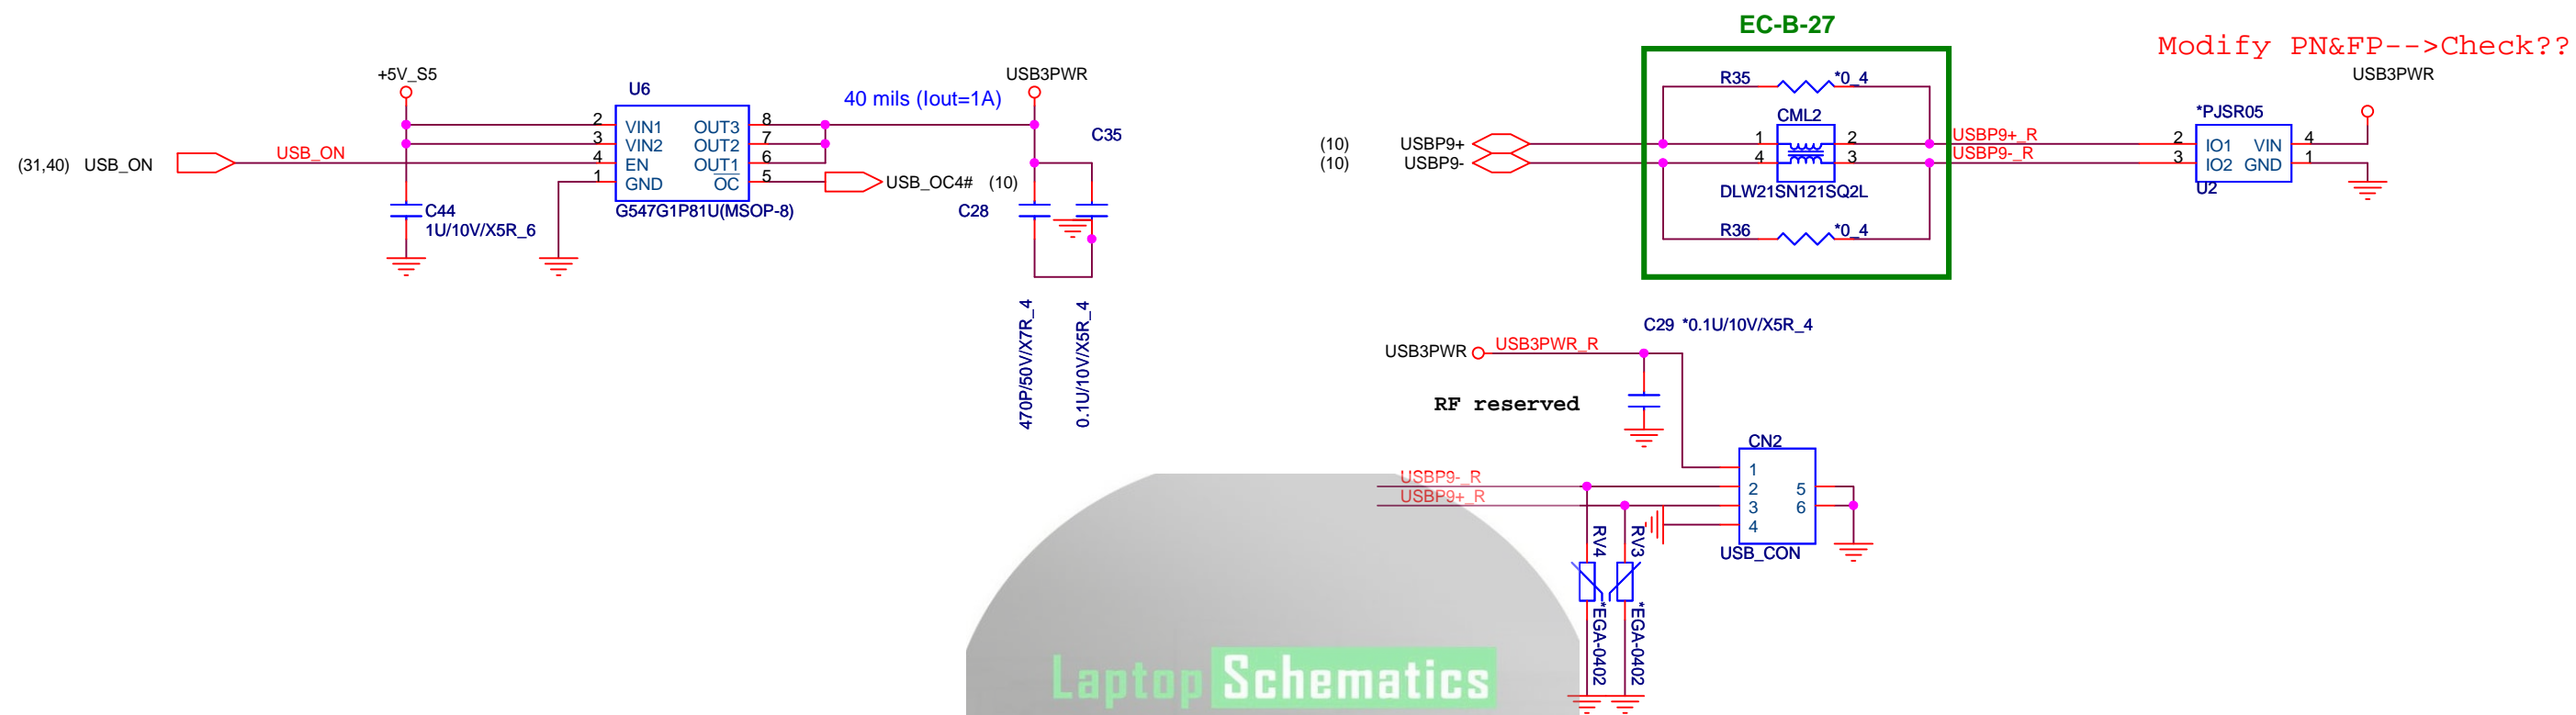 EC-B-27
Modify PN&FP-->Check??
+5V_S5
USB3PWR
USB3PWR
U6
R35
*0_4
40 mils (Iout=1A)
*PJSR05
CML2
2
VIN1
OUT3
8
C35
3
VIN2
OUT2
7
(10)
USBP9+
1
2
USBP9+_R
2
IO1
VIN
4
(31,40)
USB_ON
USB_ON
4
EN
OUT1
6
(10)
USBP9-
4
3
USBP9-_R
3
IO2
GND
1
1
GND
OC
5
USB_OC4#
(10)
DLW21SN121SQ2L
U2
C44
1U/10V/X5R_6
G547G1P81U(MSOP-8)
C28
R36
*0_4
470P/50V/X7R_4
0.1U/10V/X5R_4
C29
*0.1U/10V/X5R_4
USB3PWR
USB3PWR_R
RF reserved
CN2
1
USBP9-_R
2
5
USBP9+_R
3
6
4
RV4
RV3
USB_CON
*EGA-0402
*EGA-0402
Laptop Schematics